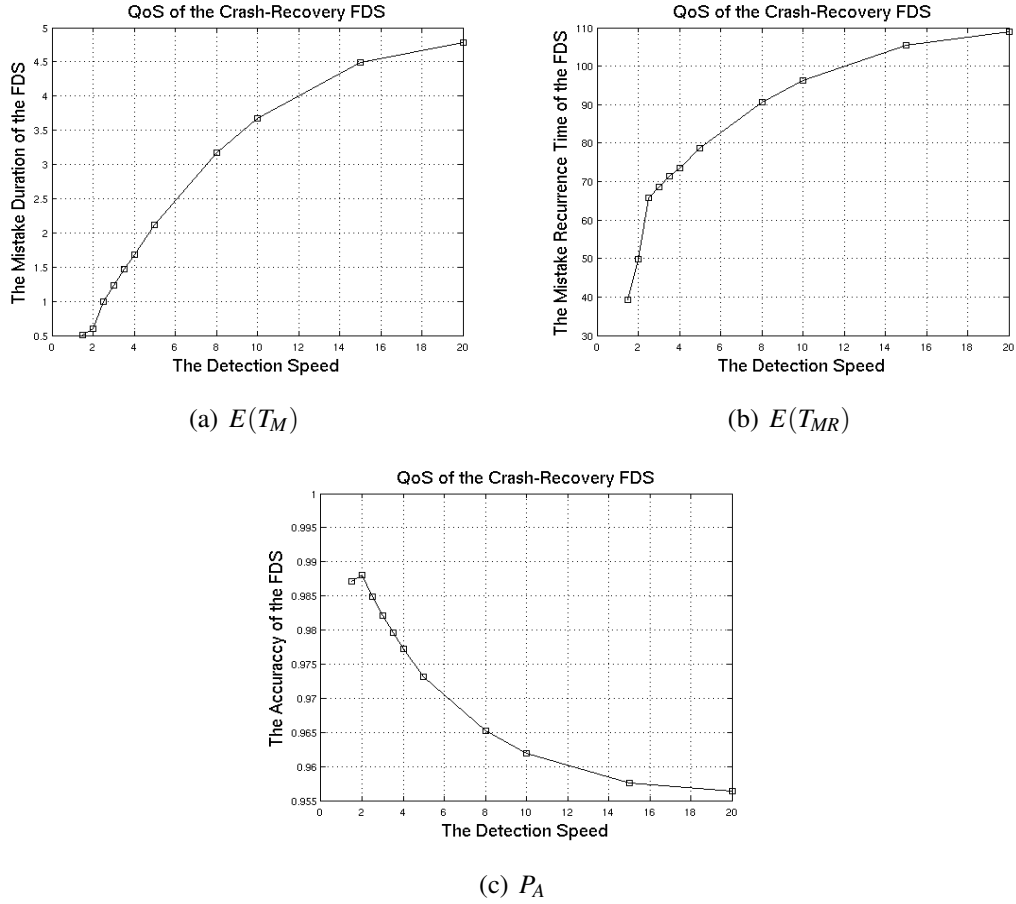 QoS of the Crash-Recovery FDS
The Mistake Duration of the FDS
5
4.5
4
3.5
3
2.5
2
1.5
1
0.5
0 2 4 6 8 10 12 14 16 18 20
The Detection Speed
(a) E(T_M)
QoS of the Crash-Recovery FDS
The Mistake Recurrence Time of the FDS
110
100
90
80
70
60
50
40
30
0 2 4 6 8 10 12 14 16 18 20
The Detection Speed
(b) E(T_MR)
QoS of the Crash-Recovery FDS
The Accuraccy of the FDS
1
0.995
0.99
0.985
0.98
0.975
0.97
0.965
0.96
0.955
0 2 4 6 8 10 12 14 16 18 20
The Detection Speed
(c) P_A